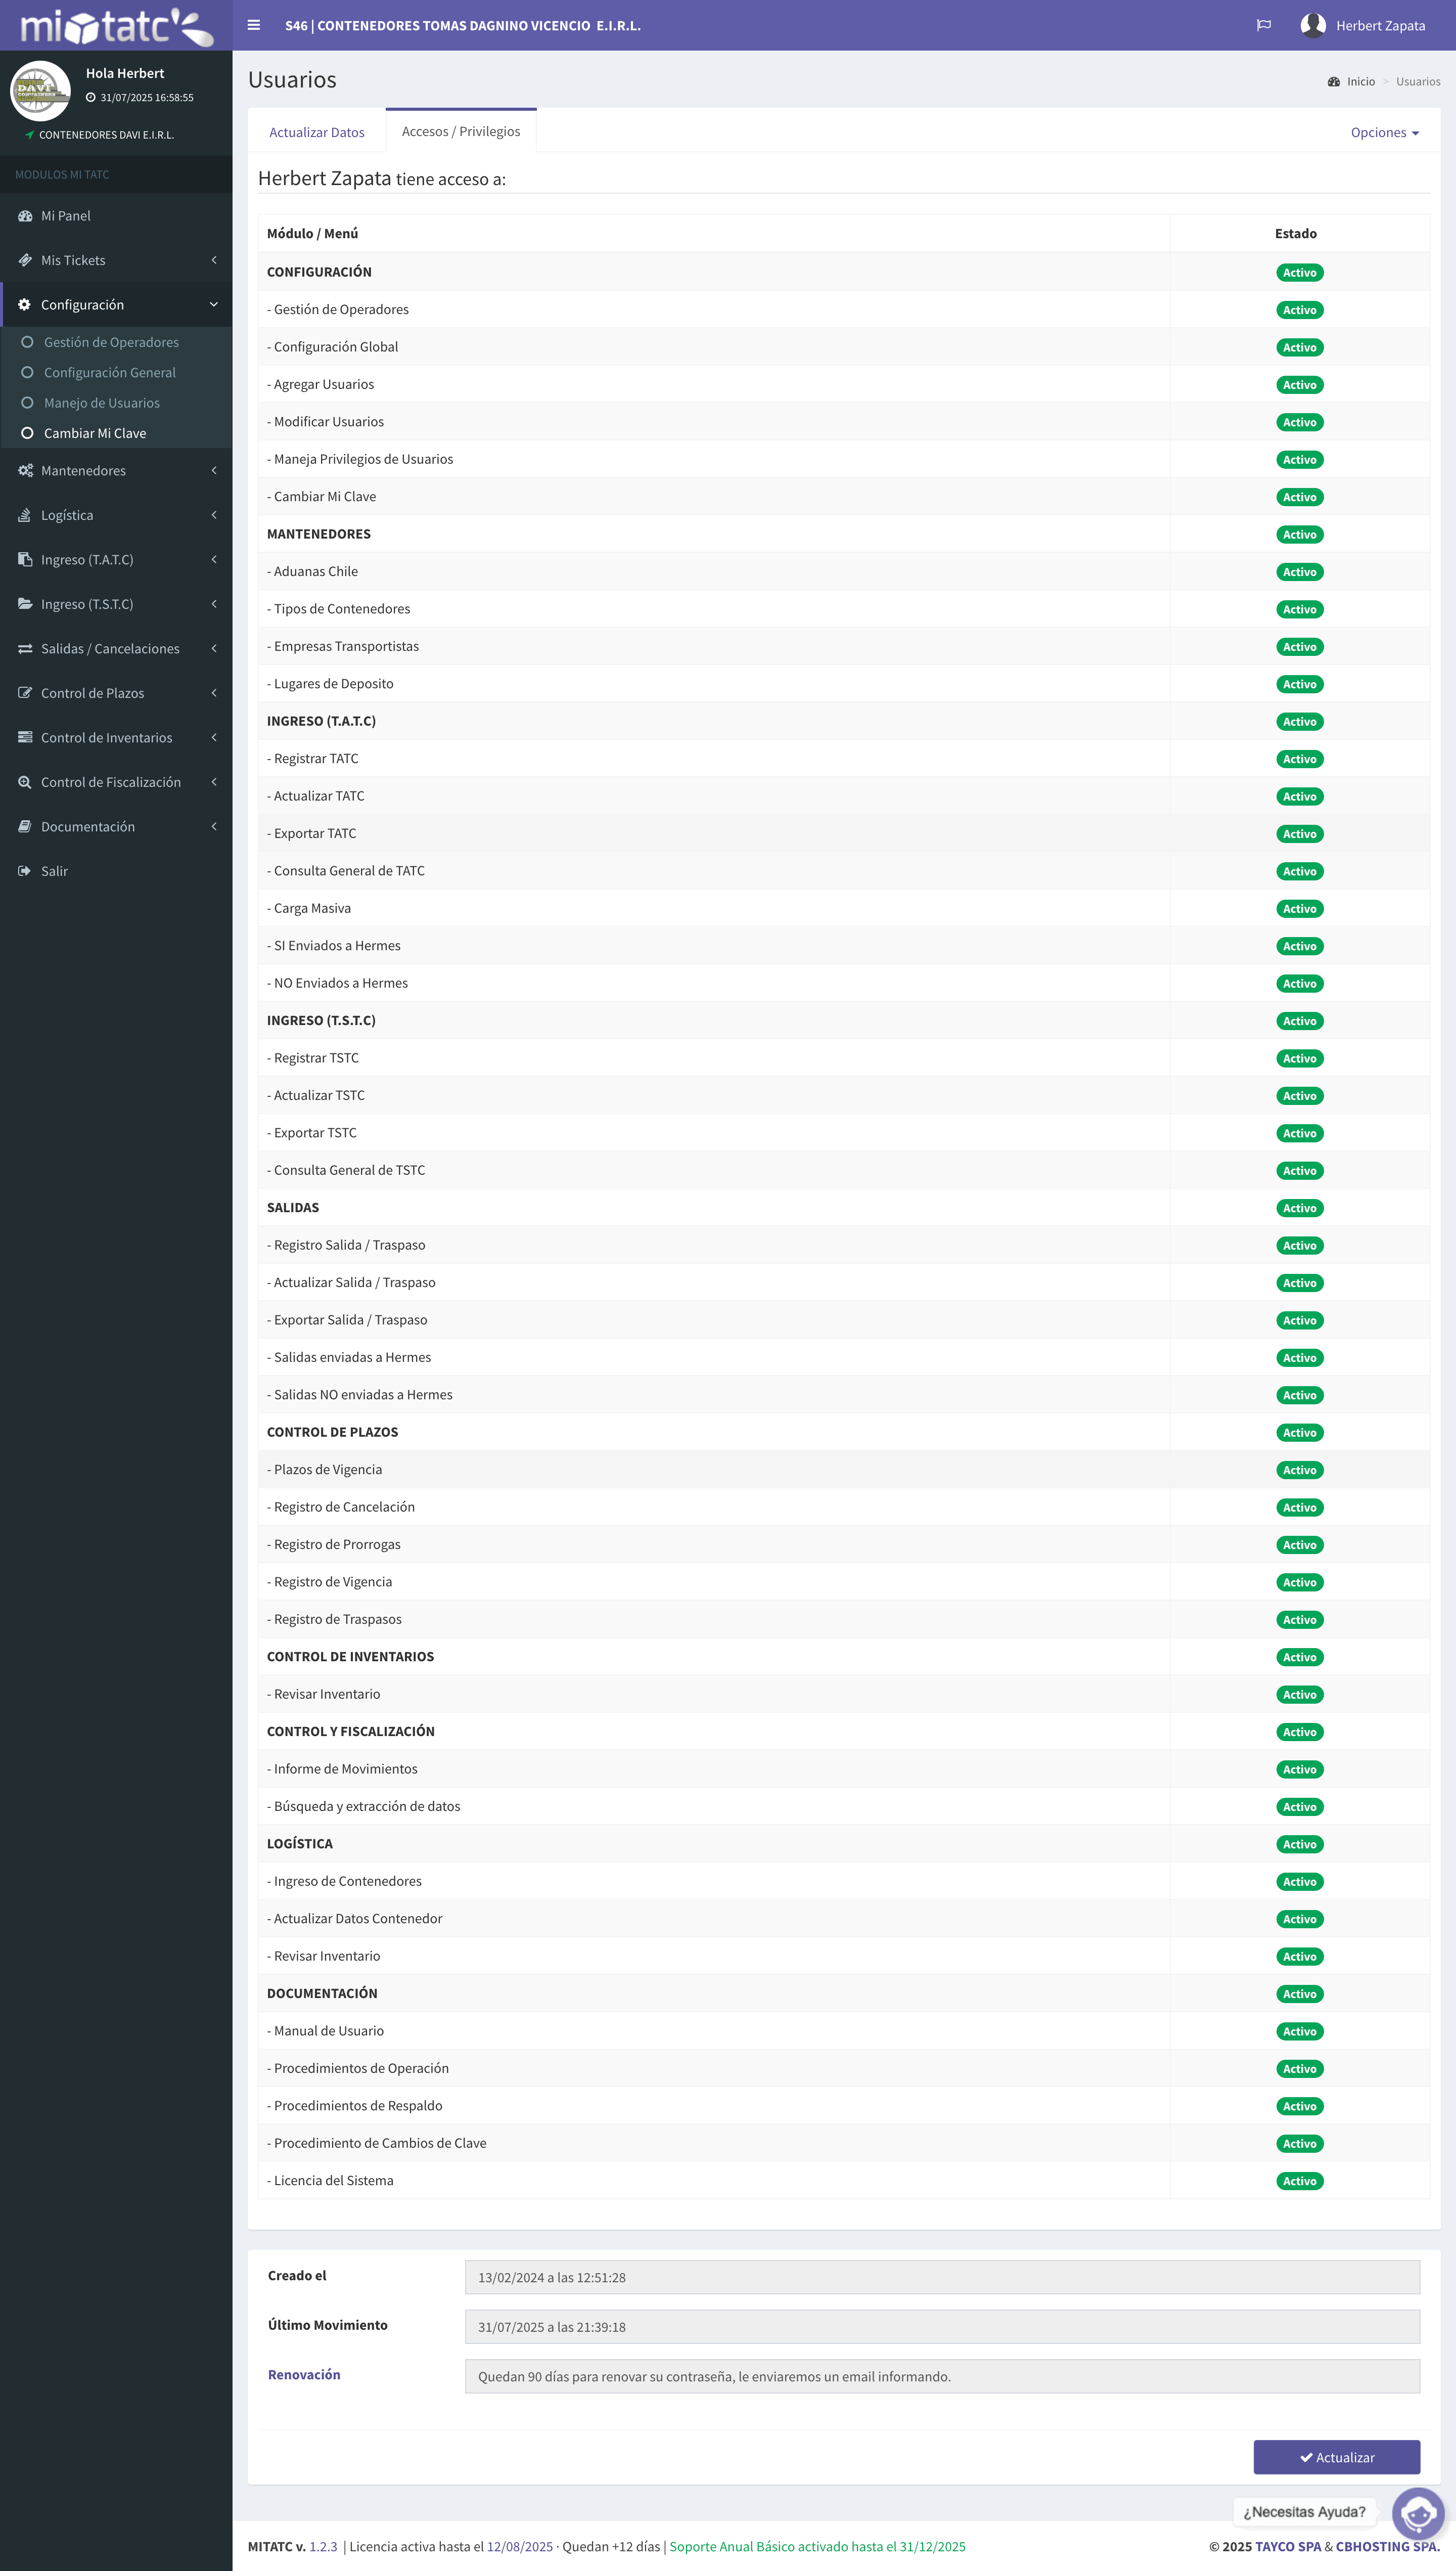 mi tatc
S46 | CONTENEDORES TOMAS DAGNINO VICENCIO E.I.R.L.
Herbert Zapata
Hola Herbert
31/07/2025 16:58:55
CONTENEDORES DAVI E.I.R.L.
MODULOS MI TATC
Mi Panel
Mis Tickets
Configuración
Gestión de Operadores
Configuración General
Manejo de Usuarios
Cambiar Mi Clave
Mantenedores
Logística
Ingreso (T.A.T.C)
Ingreso (T.S.T.C)
Salidas / Cancelaciones
Control de Plazos
Control de Inventarios
Control de Fiscalización
Documentación
Salir
Usuarios
Inicio > Usuarios
Actualizar Datos
Accesos / Privilegios
Opciones
Herbert Zapata tiene acceso a:
Módulo / Menú Estado
CONFIGURACIÓN Activo
- Gestión de Operadores Activo
- Configuración Global Activo
- Agregar Usuarios Activo
- Modificar Usuarios Activo
- Maneja Privilegios de Usuarios Activo
- Cambiar Mi Clave Activo
MANTENEDORES Activo
- Aduanas Chile Activo
- Tipos de Contenedores Activo
- Empresas Transportistas Activo
- Lugares de Deposito Activo
INGRESO (T.A.T.C) Activo
- Registrar TATC Activo
- Actualizar TATC Activo
- Exportar TATC Activo
- Consulta General de TATC Activo
- Carga Masiva Activo
- SI Enviados a Hermes Activo
- NO Enviados a Hermes Activo
INGRESO (T.S.T.C) Activo
- Registrar TSTC Activo
- Actualizar TSTC Activo
- Exportar TSTC Activo
- Consulta General de TSTC Activo
SALIDAS Activo
- Registro Salida / Traspaso Activo
- Actualizar Salida / Traspaso Activo
- Exportar Salida / Traspaso Activo
- Salidas enviadas a Hermes Activo
- Salidas NO enviadas a Hermes Activo
CONTROL DE PLAZOS Activo
- Plazos de Vigencia Activo
- Registro de Cancelación Activo
- Registro de Prorrogas Activo
- Registro de Vigencia Activo
- Registro de Traspasos Activo
CONTROL DE INVENTARIOS Activo
- Revisar Inventario Activo
CONTROL Y FISCALIZACIÓN Activo
- Informe de Movimientos Activo
- Búsqueda y extracción de datos Activo
LOGÍSTICA Activo
- Ingreso de Contenedores Activo
- Actualizar Datos Contenedor Activo
- Revisar Inventario Activo
DOCUMENTACIÓN Activo
- Manual de Usuario Activo
- Procedimientos de Operación Activo
- Procedimientos de Respaldo Activo
- Procedimiento de Cambios de Clave Activo
- Licencia del Sistema Activo
Creado el 13/02/2024 a las 12:51:28
Último Movimiento 31/07/2025 a las 21:39:18
Renovación Quedan 90 días para renovar su contraseña, le enviaremos un email informando.
Actualizar
¿Necesitas Ayuda?
MITATC v. 1.2.3 | Licencia activa hasta el 12/08/2025 · Quedan +12 días | Soporte Anual Básico activado hasta el 31/12/2025
© 2025 TAYCO SPA & CBHOSTING SPA.